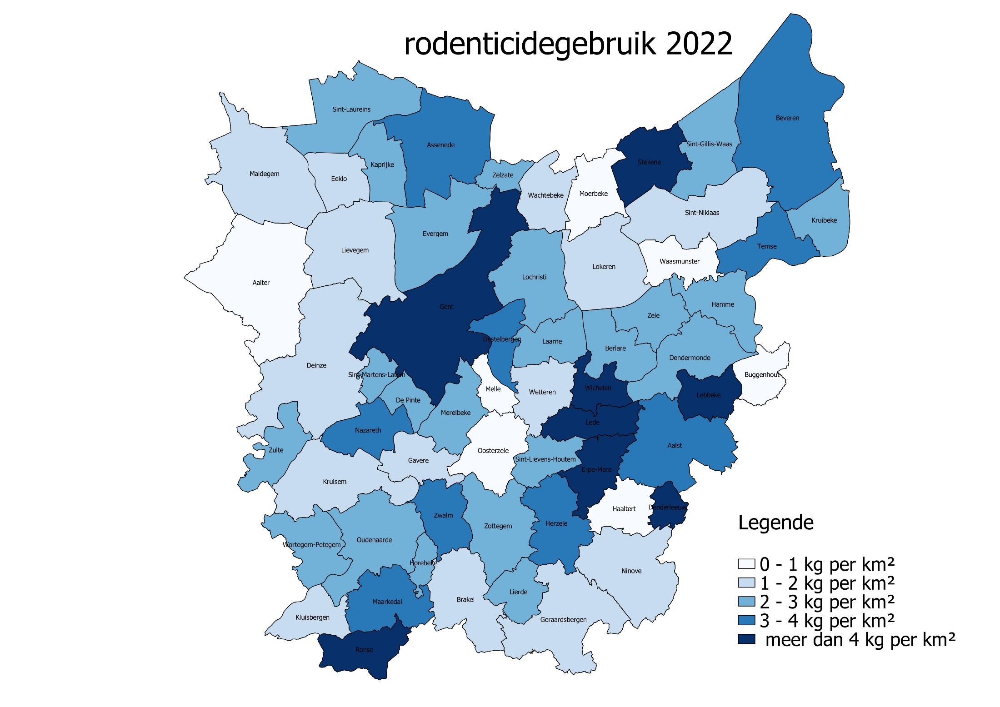 rodenticidegebruik 2022
Sint-Laureins
Beveren
Assenede
Sint-Gillis-Waas
Stekene
Kaprijke
Maldegem
Zelzate
Eeklo
Moerbeke
Wachtebeke
Sint-Niklaas
Kruibeke
Evergem
Temse
Lievegem
Waasmunster
Lokeren
Lochristi
Aalter
Hamme
Gent
Zele
Destelbergen
Laarne
Berlare
Dendermonde
Deinze
Sint-Martens-Latem
Buggenhout
Wichelen
Melle
Wetteren
Lebbeke
De Pinte
Merelbeke
Lede
Nazareth
Aalst
Zulte
Oosterzele
Sint-Lievens-Houtem
Gavere
Erpe-Mere
Kruisem
Denderleeuw
Haaltert
Zwalm
Herzele
Zottegem
Oudenaarde
Wortegem-Petegem
Horebeke
Ninove
Lierde
Brakel
Maarkedal
Kluisbergen
Geraardsbergen
Ronse
Legende
0 - 1 kg per km²
1 - 2 kg per km²
2 - 3 kg per km²
3 - 4 kg per km²
meer dan 4 kg per km²